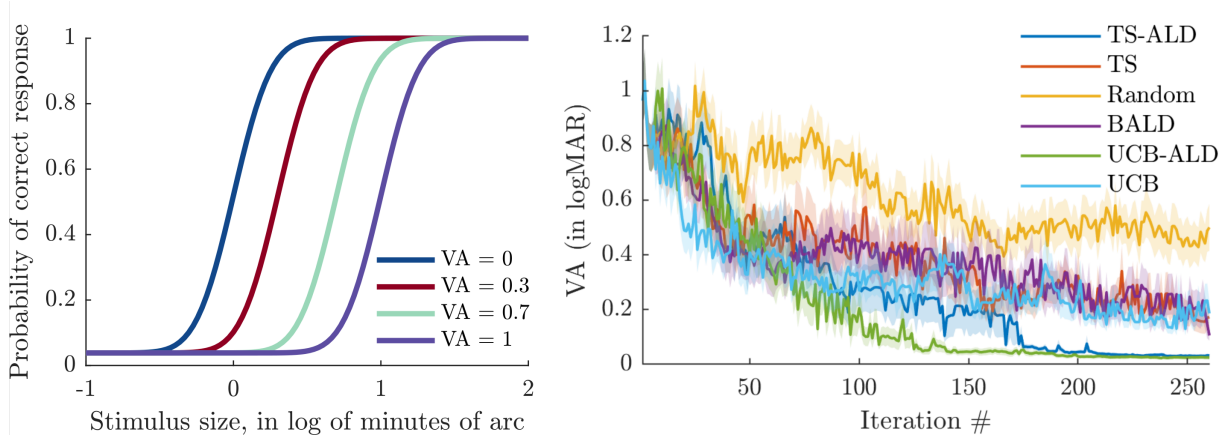 Probability of correct response
1
0.8
0.6
0.4
0.2
0
-1
0
1
2
Stimulus size, in log of minutes of arc
VA = 0
VA = 0.3
VA = 0.7
VA = 1
VA (in logMAR)
1.2
1
0.8
0.6
0.4
0.2
0
50
100
150
200
250
Iteration #
TS-ALD
TS
Random
BALD
UCB-ALD
UCB